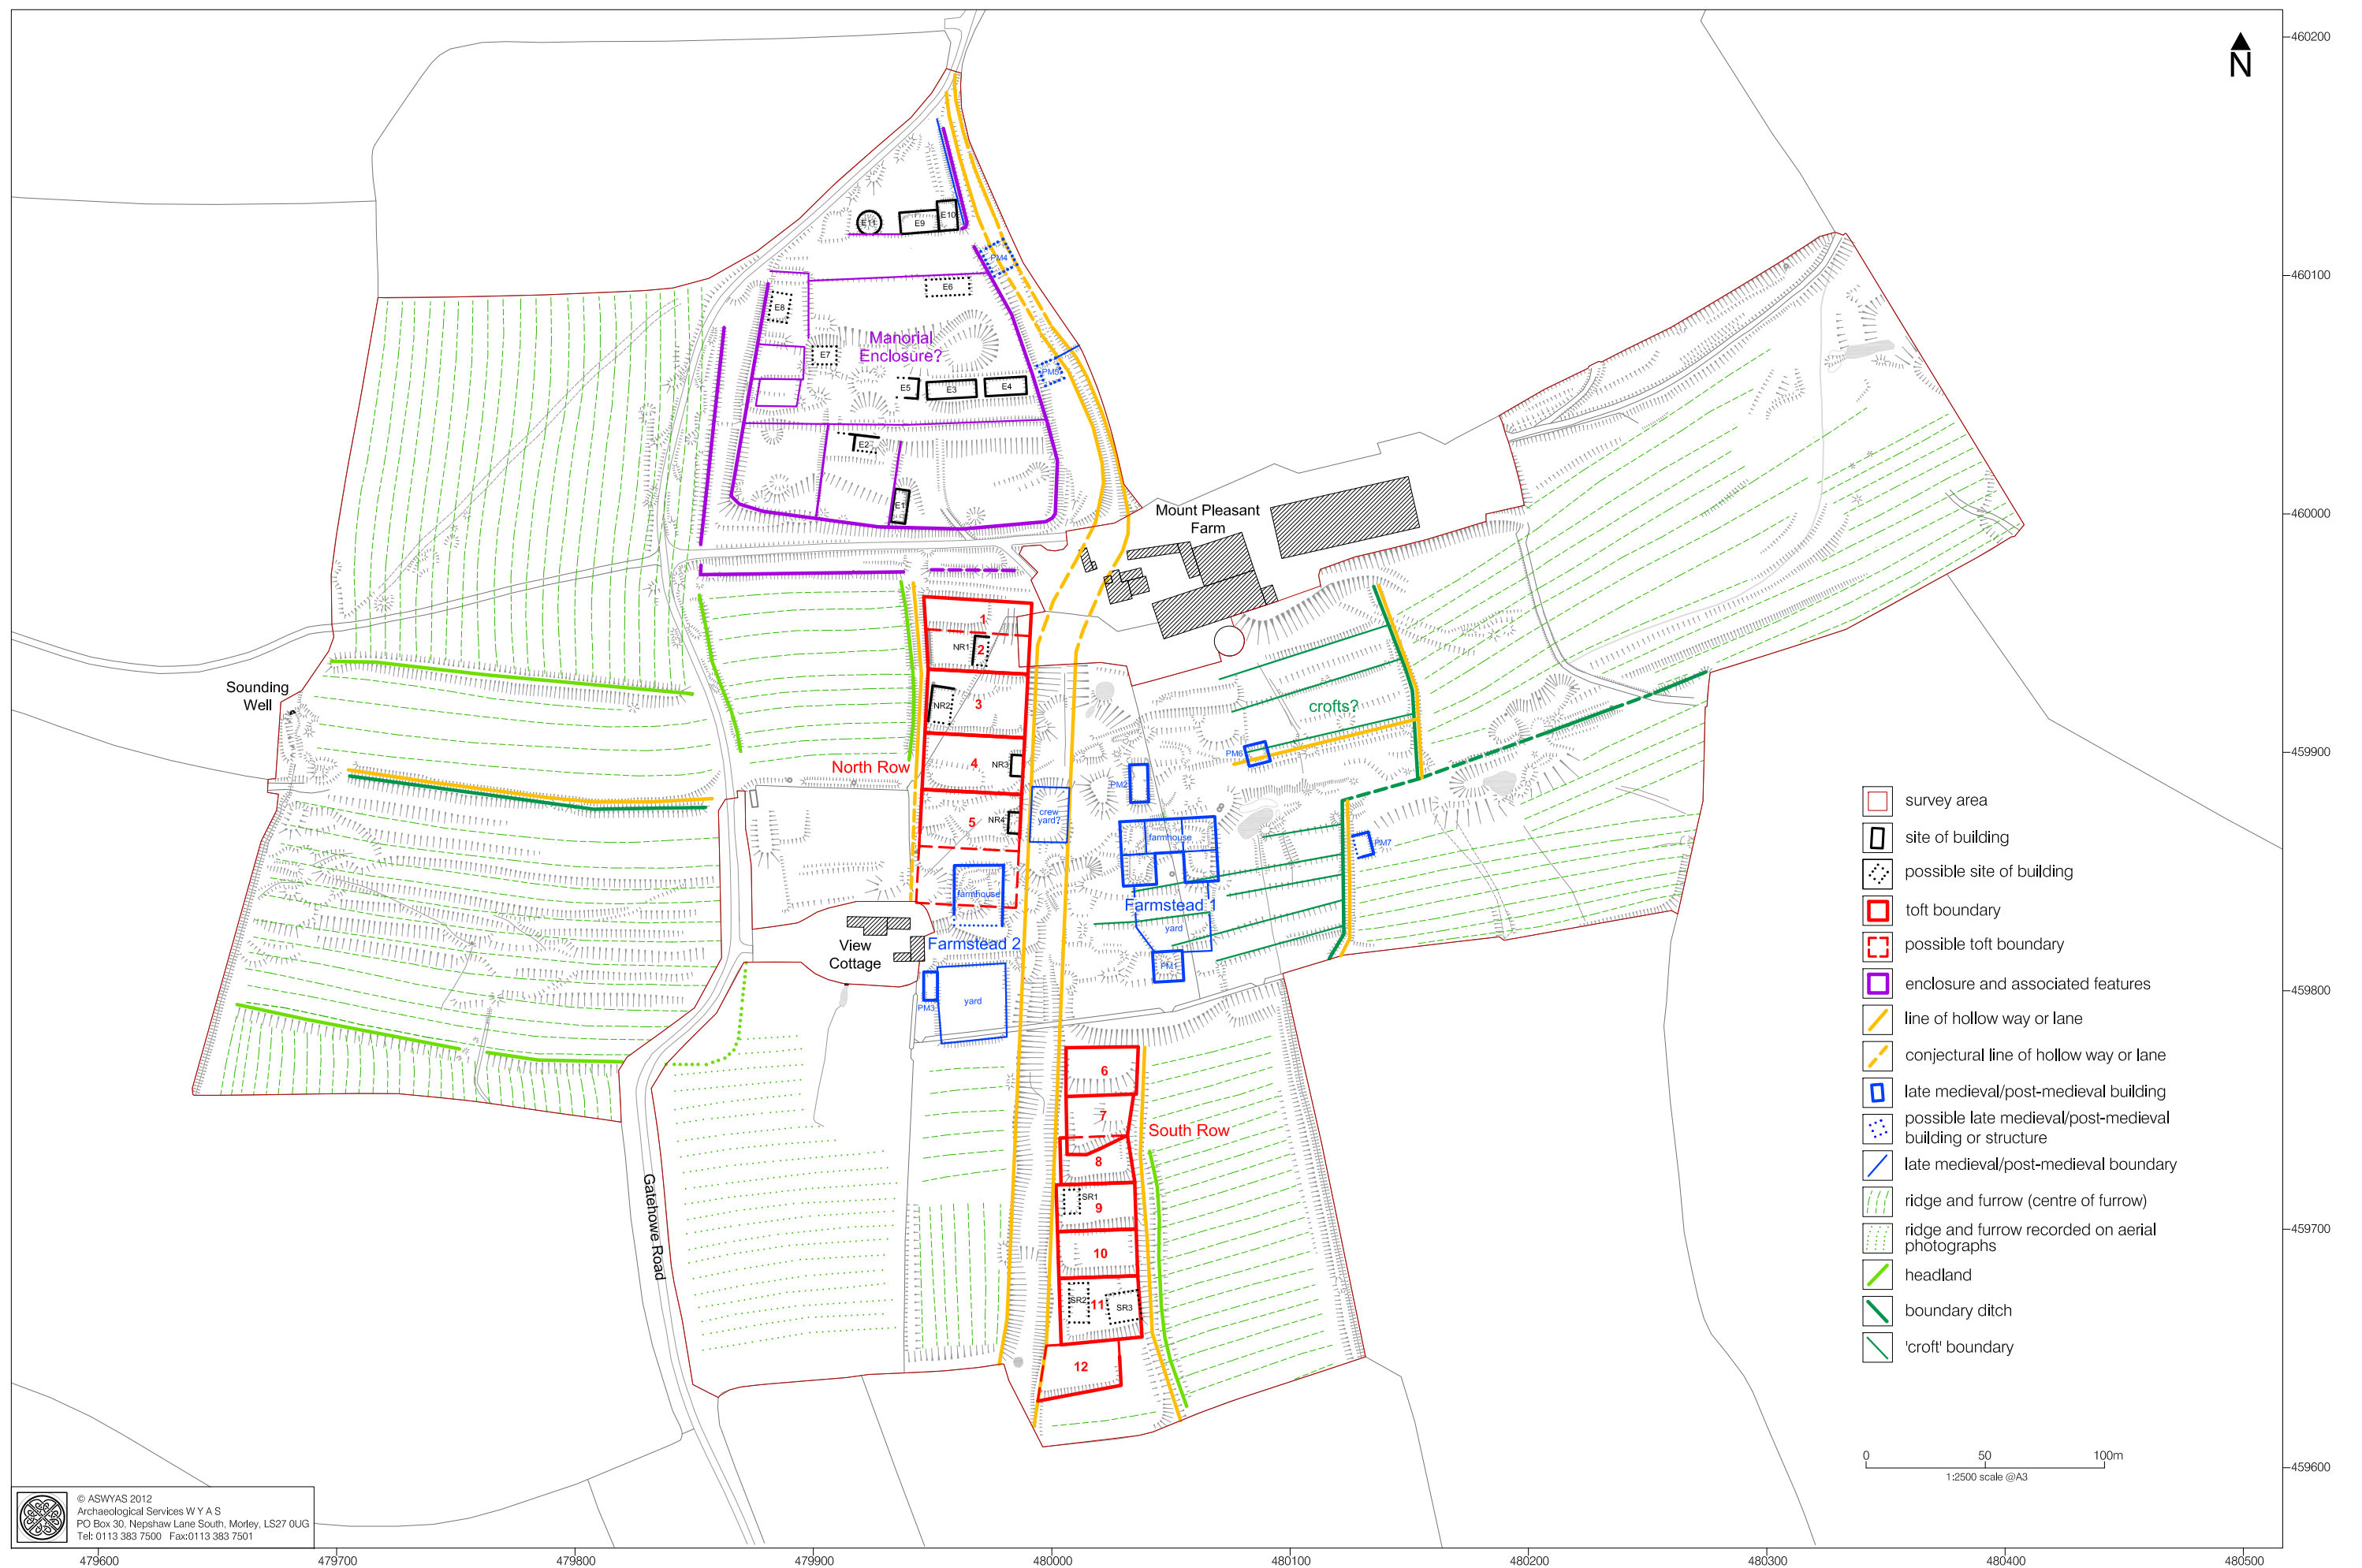 N
460200
460100
460000
459900
459800
459700
459600
479600
479700
479800
479900
480000
480100
480200
480300
480400
480500
E11
E9
E10
PM4
E6
E8
Manorial
Enclosure?
E7
PM5
E5
E3
E4
E2
E1
Mount Pleasant
Farm
Sounding
Well
1
NR1
2
NR2
3
crofts?
North Row
4
NR3
PM6
PM2
5
NR4
crew
yard?
farmhouse
PM7
farmhouse
Farmstead 1
yard
View
Cottage
Farmstead 2
PM1
PM3
yard
6
7
South Row
8
SR1
9
10
SR2
11
SR3
12
Gatehowe Road
survey area
site of building
possible site of building
toft boundary
possible toft boundary
enclosure and associated features
line of hollow way or lane
conjectural line of hollow way or lane
late medieval/post-medieval building
possible late medieval/post-medieval
building or structure
late medieval/post-medieval boundary
ridge and furrow (centre of furrow)
ridge and furrow recorded on aerial
photographs
headland
boundary ditch
'croft' boundary
0 50 100m
1:2500 scale @A3
© ASWYAS 2012
Archaeological Services W Y A S
PO Box 30, Nepshaw Lane South, Morley, LS27 0UG
Tel: 0113 383 7500 Fax:0113 383 7501